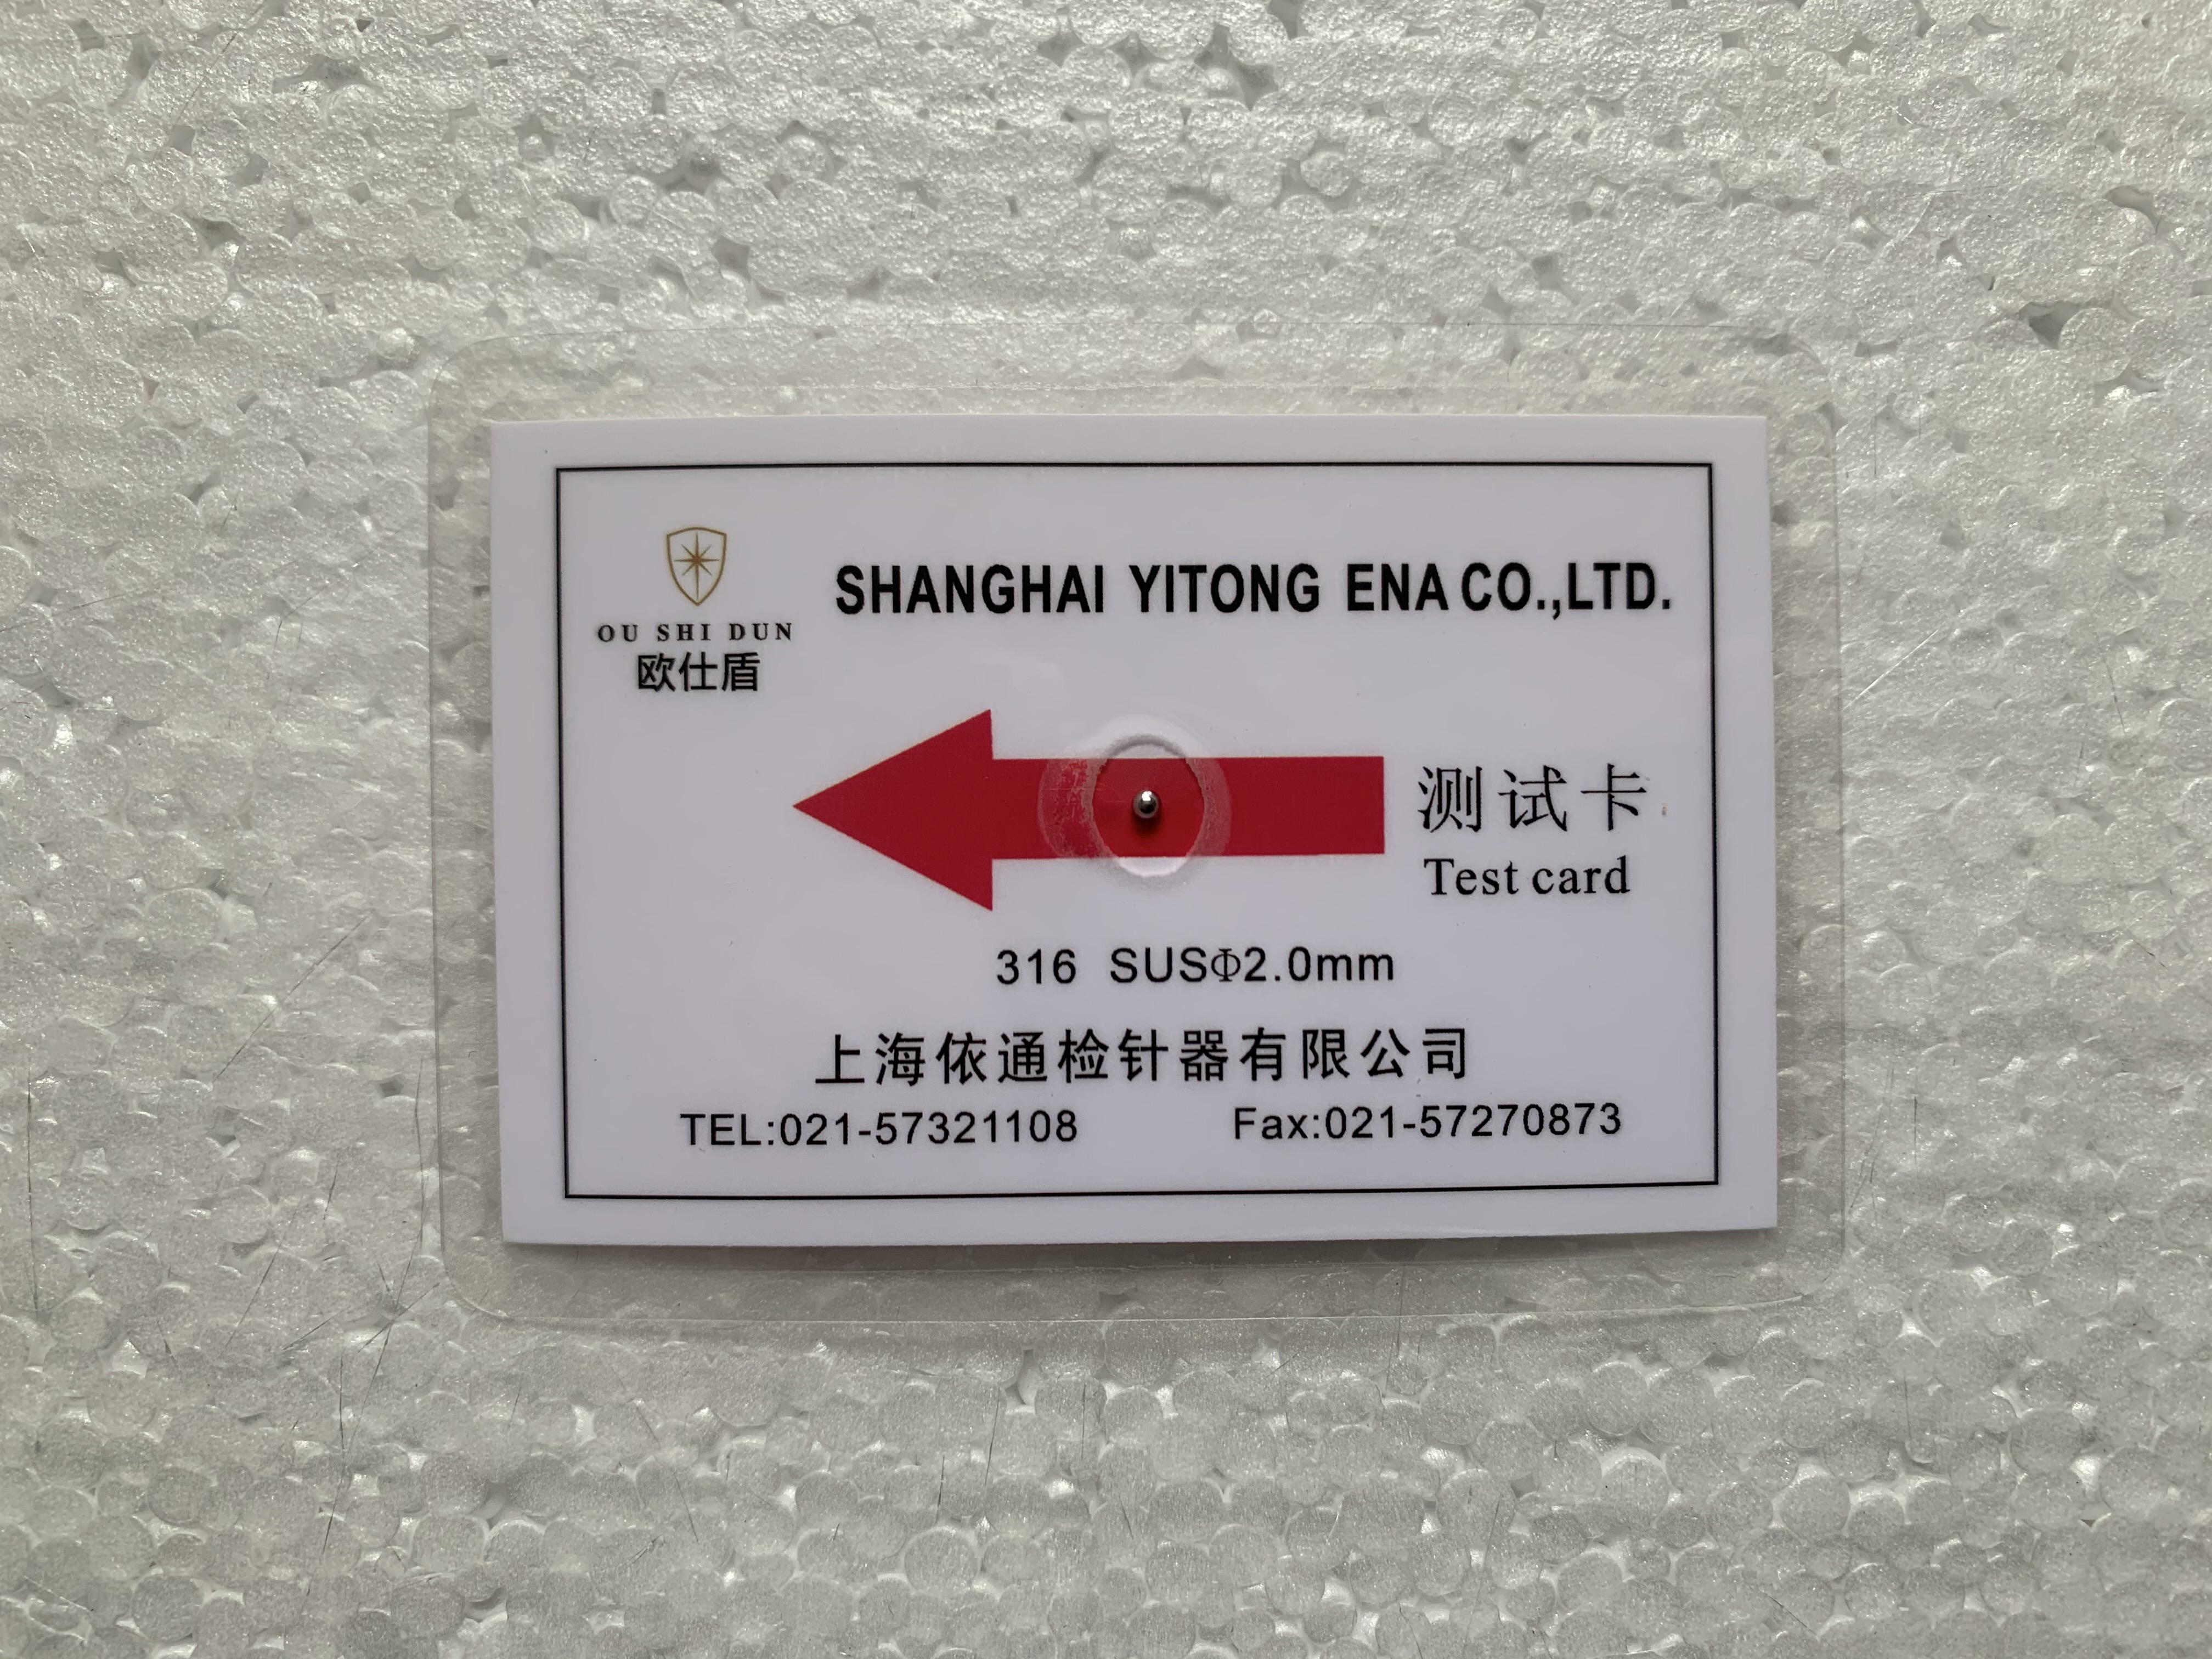 SHANGHAI YITONG ENA CO.,LTD.
OU SHI DUN
欧仕盾
测试卡
Test card
316 SUSΦ2.0mm
上海依通检针器有限公司
TEL:021-57321108 Fax:021-57270873